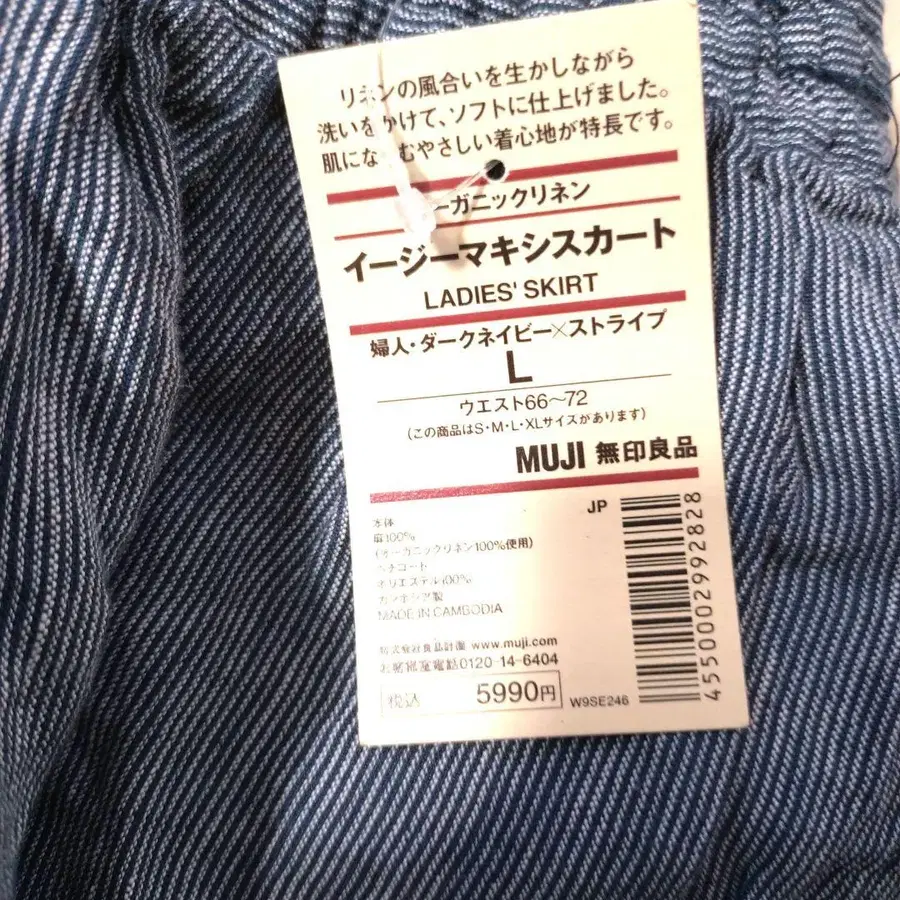 リネンの風合いを生かしながら
洗いをかけて、ソフトに仕上げました。
肌になじむやさしい着心地が特長です。
ーガニックリネン
イージーマキシスカート
LADIES' SKIRT
婦人・ダークネイビー×ストライプ
L
ウエスト66〜72
(この商品はS・M・L・XLサイズがあります)
MUJI 無印良品
JP
本体
麻100%
(オーガニックリネン100%使用)
ペチコート
ポリエステル100%
カンボジア製
MADE IN CAMBODIA
株式会社良品計画 www.muji.com
お客様室電話0120-14-6404
税込 5990円
W9SE246
4550002992828